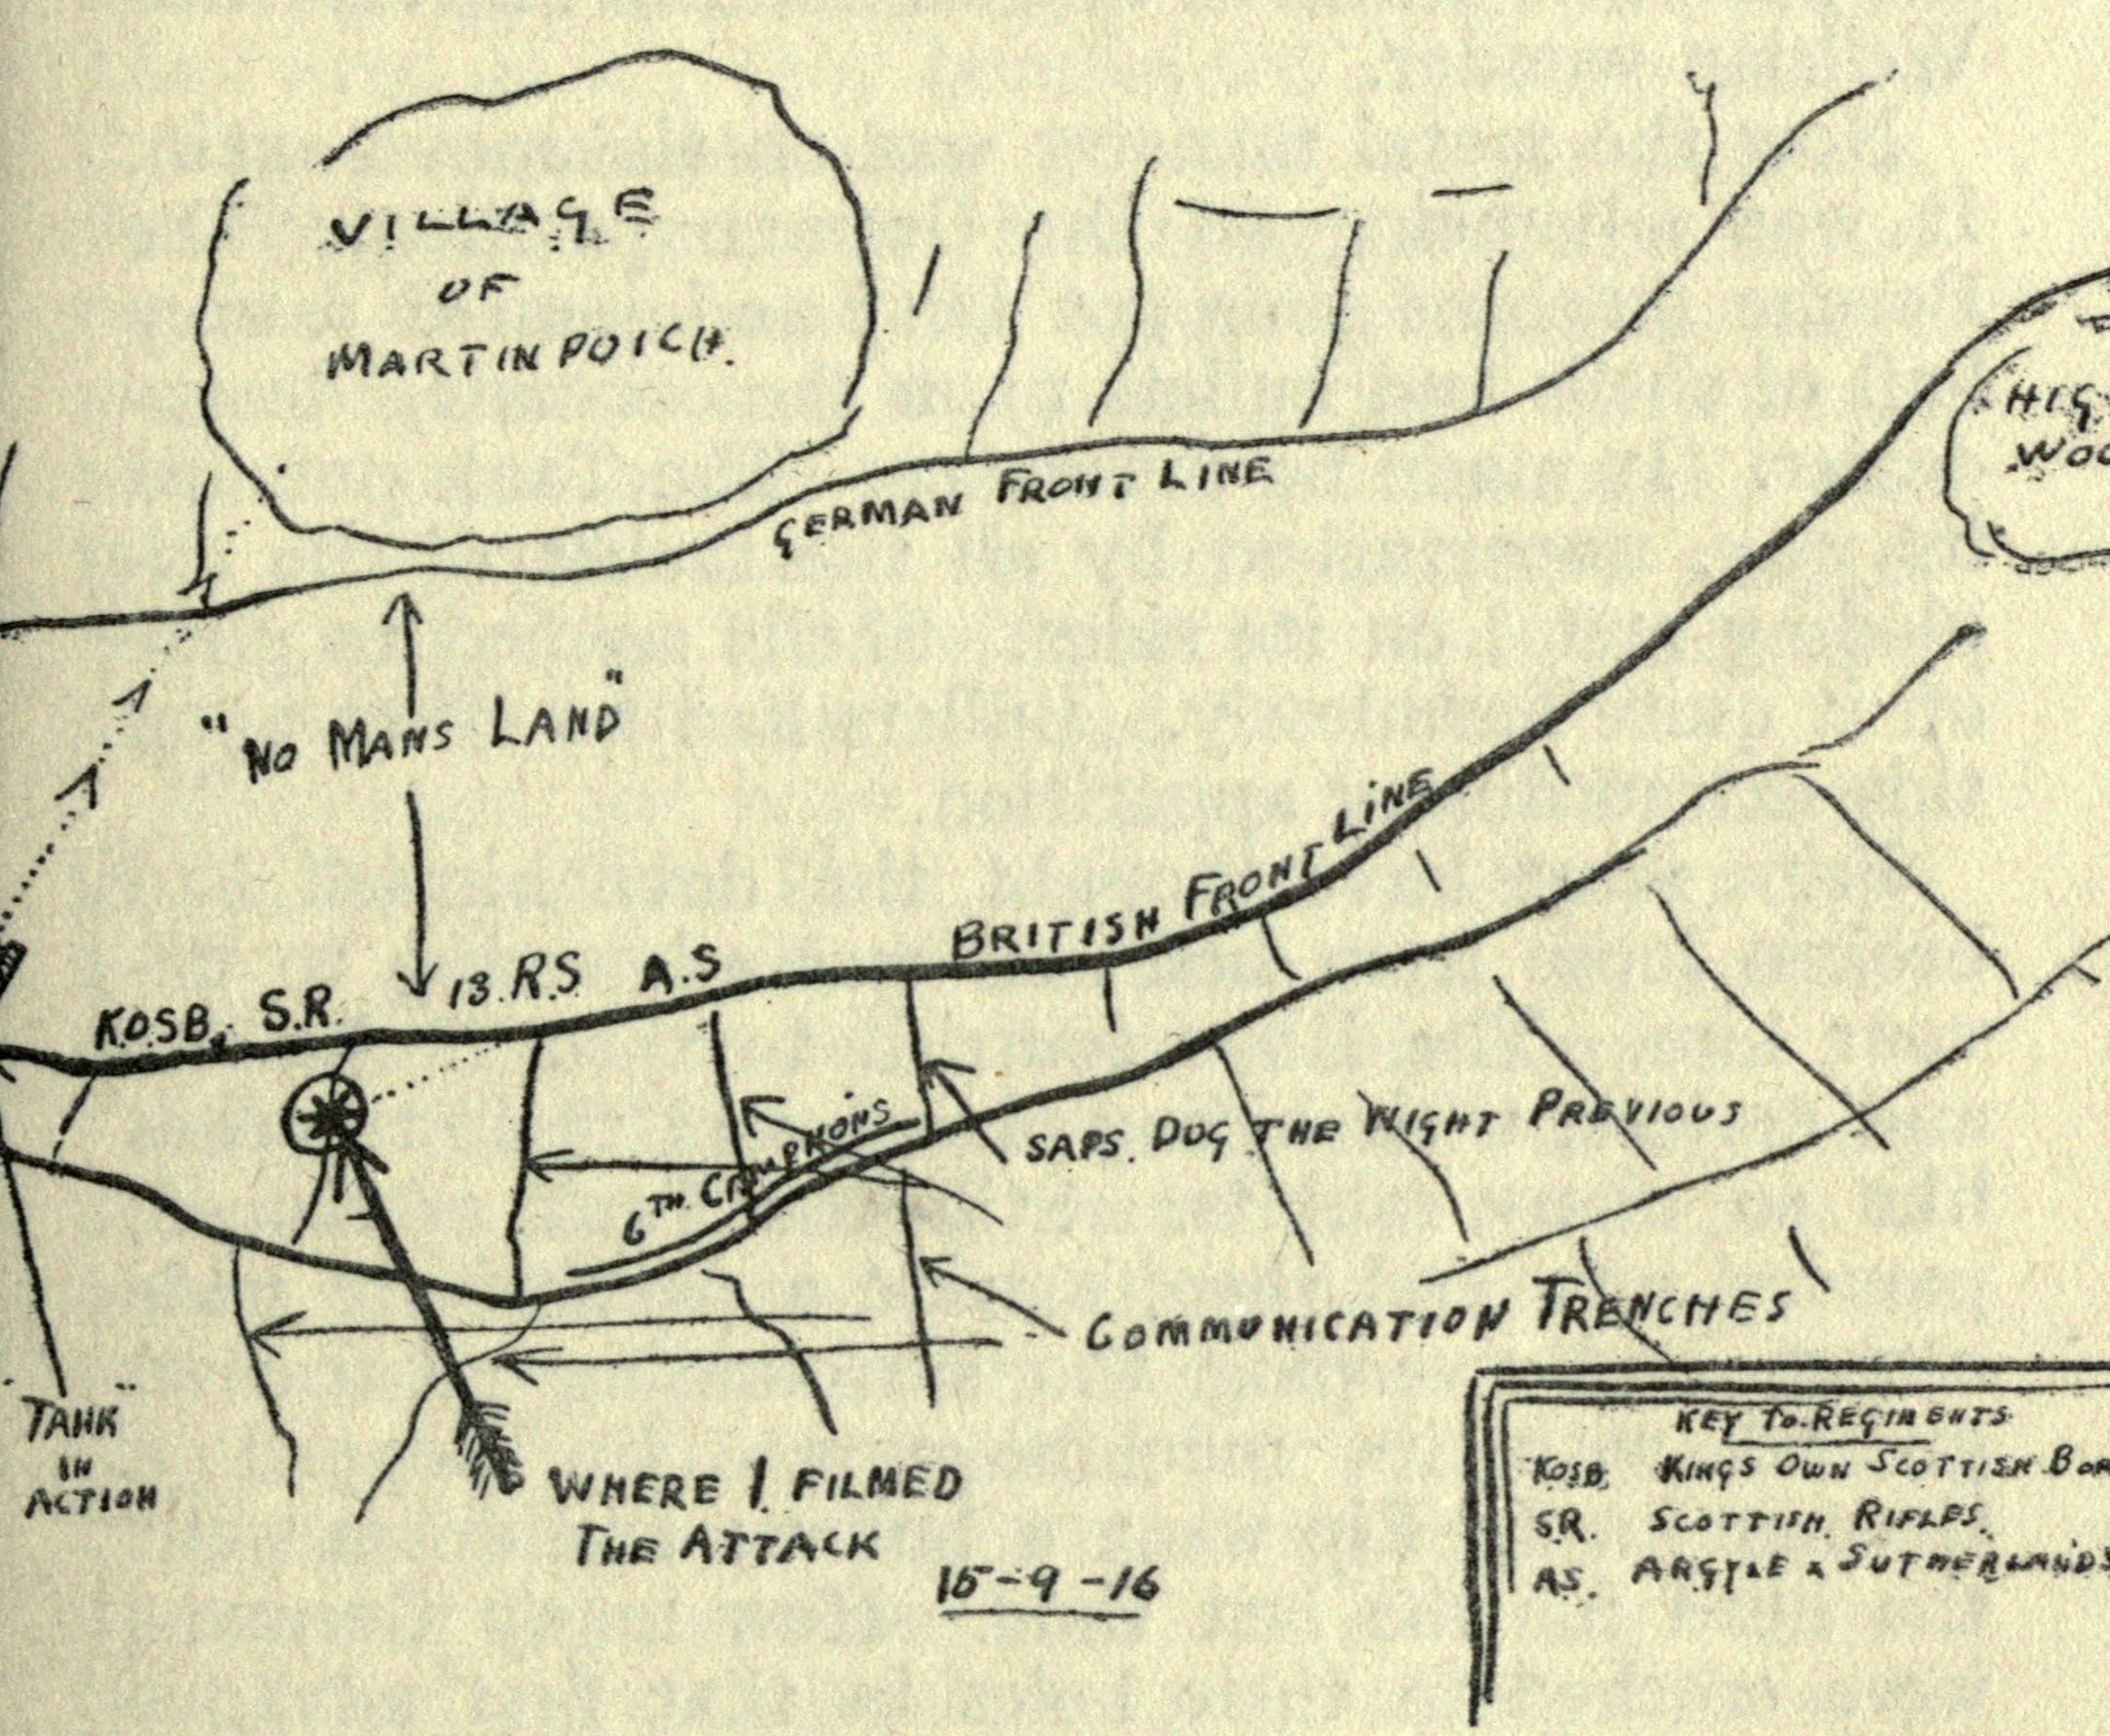 VILLAGE
OF
MARTINPOICH.
HIG
WOO
GERMAN FRONT LINE
"NO MANS LAND"
BRITISH FRONT LINE
KOSB. S.R. 13.R.S A.S
6TH CAMERONS
SAPS. DUG THE NIGHT PREVIOUS
COMMUNICATION TRENCHES
"TANK"
IN
ACTION
WHERE I FILMED
THE ATTACK
15-9-16
KEY TO REGIMENTS
KOSB. KINGS OWN SCOTTISH BOR
S.R. SCOTTISH RIFLES.
A.S. ARGYLE & SUTHERLANDS